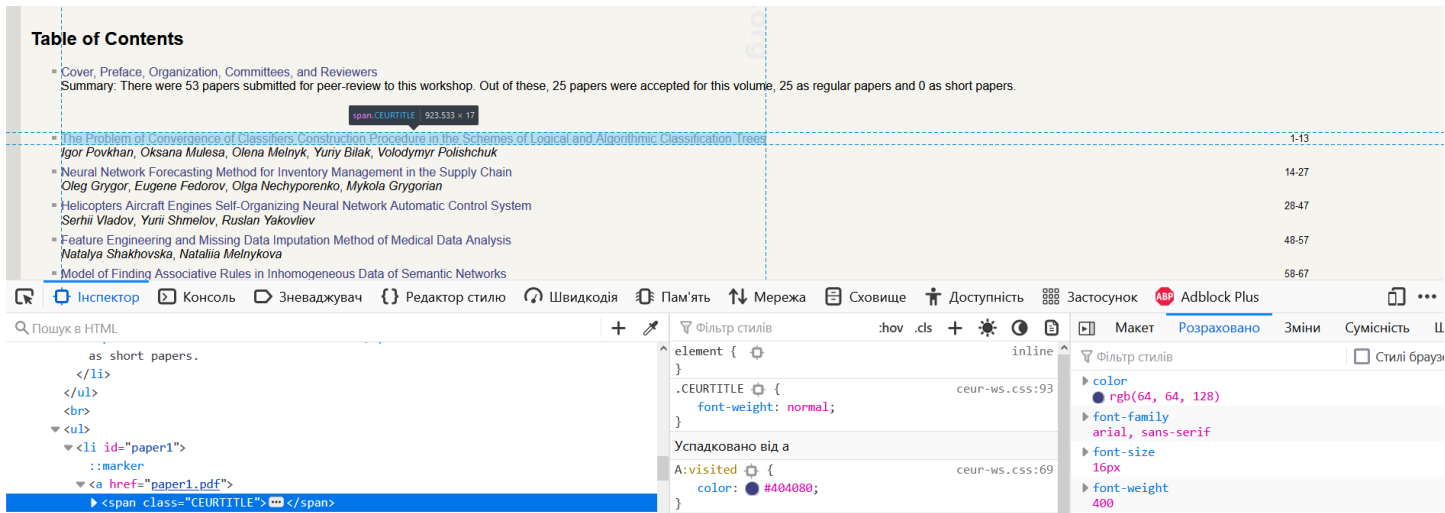 .org
Table of Contents
Cover, Preface, Organization, Committees, and Reviewers
Summary: There were 53 papers submitted for peer-review to this workshop. Out of these, 25 papers were accepted for this volume, 25 as regular papers and 0 as short papers.
span.CEURTITLE 923.533 × 17
The Problem of Convergence of Classifiers Construction Procedure in the Schemes of Logical and Algorithmic Classification Trees 1-13
Igor Povkhan, Oksana Mulesa, Olena Melnyk, Yuriy Bilak, Volodymyr Polishchuk
Neural Network Forecasting Method for Inventory Management in the Supply Chain 14-27
Oleg Grygor, Eugene Fedorov, Olga Nechyporenko, Mykola Grygorian
Helicopters Aircraft Engines Self-Organizing Neural Network Automatic Control System 28-47
Serhii Vladov, Yurii Shmelov, Ruslan Yakovliev
Feature Engineering and Missing Data Imputation Method of Medical Data Analysis 48-57
Natalya Shakhovska, Nataliia Melnykova
Model of Finding Associative Rules in Inhomogeneous Data of Semantic Networks 58-67
Інспектор Консоль Зневаджувач Редактор стилю Швидкодія Пам'ять Мережа Сховище Доступність Застосунок ABP Adblock Plus
Пошук в HTML
as short papers.
</li>
</ul>
<br>
<ul>
<li id="paper1">
::marker
<a href="paper1.pdf">
<span class="CEURTITLE"></span>
Фільтр стилів :hov .cls
element { inline
}
.CEURTITLE { ceur-ws.css:93
font-weight: normal;
}
Успадковано від a
A:visited { ceur-ws.css:69
color: #404080;
}
Макет Розраховано Зміни Сумісність
Фільтр стилів Стилі брауз
color
rgb(64, 64, 128)
font-family
arial, sans-serif
font-size
16px
font-weight
400